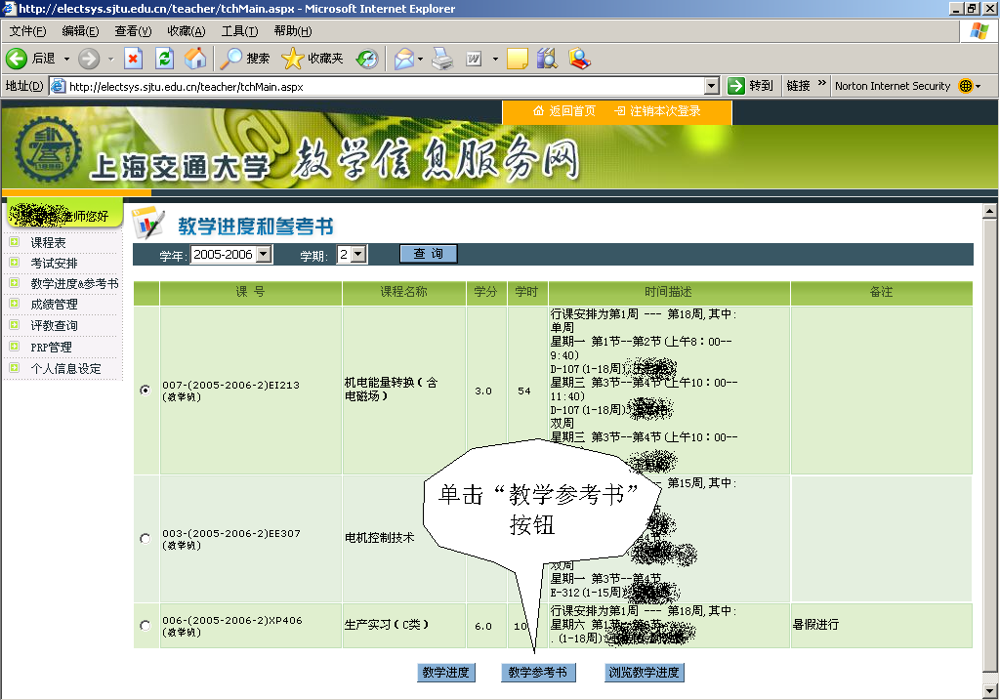 http://electsys.sjtu.edu.cn/teacher/tchMain.aspx - Microsoft Internet Explorer
文件(F) 编辑(E) 查看(V) 收藏(A) 工具(T) 帮助(H)
后退 搜索 收藏夹
地址(D) http://electsys.sjtu.edu.cn/teacher/tchMain.aspx 转到 链接 » Norton Internet Security
返回首页 注销本次登录
上海交通大学 教学信息服务网
老师您好
课程表
考试安排
教学进度&参考书
成绩管理
评教查询
PRP管理
个人信息设定
教学进度和参考书
学年: 2005-2006 学期: 2 查 询
课 号 课程名称 学分 学时 时间描述 备注
007-(2005-2006-2)EI213
(教学班)
机电能量转换(含
电磁场)
3.0 54
行课安排为第1周 --- 第18周,其中:
单周
星期一 第1节--第2节(上午8:00--
9:40)
D-107(1-18周)
星期三 第3节--第4节(上午10:00--
11:40)
D-107(1-18周)
双周
星期三 第3节--第4节(上午10:00--
003-(2005-2006-2)EE307
(教学班)
电机控制技术
第15周,其中:
双周
星期一 第3节--第4节
E-312(1-15周)
006-(2005-2006-2)XP406
(教学班)
生产实习(C类) 6.0
行课安排为第1周 --- 第18周,其中:
星期六 第1节
.(1-18周)
暑假进行
单击“教学参考书”
按钮
教学进度 教学参考书 浏览教学进度